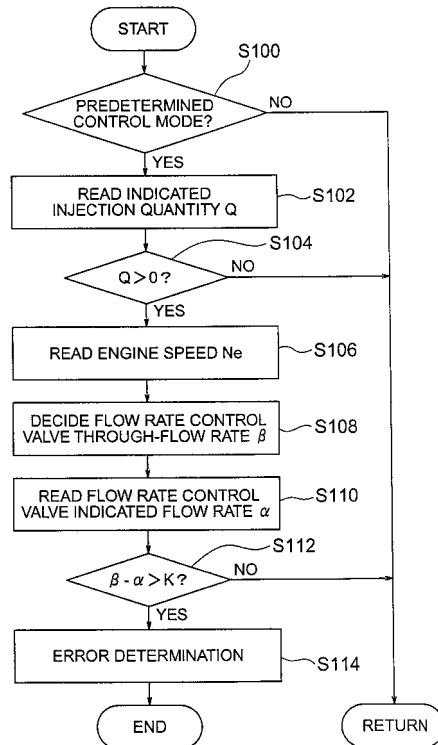 START
S100
PREDETERMINED
CONTROL MODE?
NO
YES
READ INDICATED
INJECTION QUANTITY Q
S102
S104
Q>0?
NO
YES
READ ENGINE SPEED Ne
S106
DECIDE FLOW RATE CONTROL
VALVE THROUGH-FLOW RATE β
S108
READ FLOW RATE CONTROL
VALVE INDICATED FLOW RATE α
S110
S112
β-α>K?
NO
YES
ERROR DETERMINATION
S114
END
RETURN